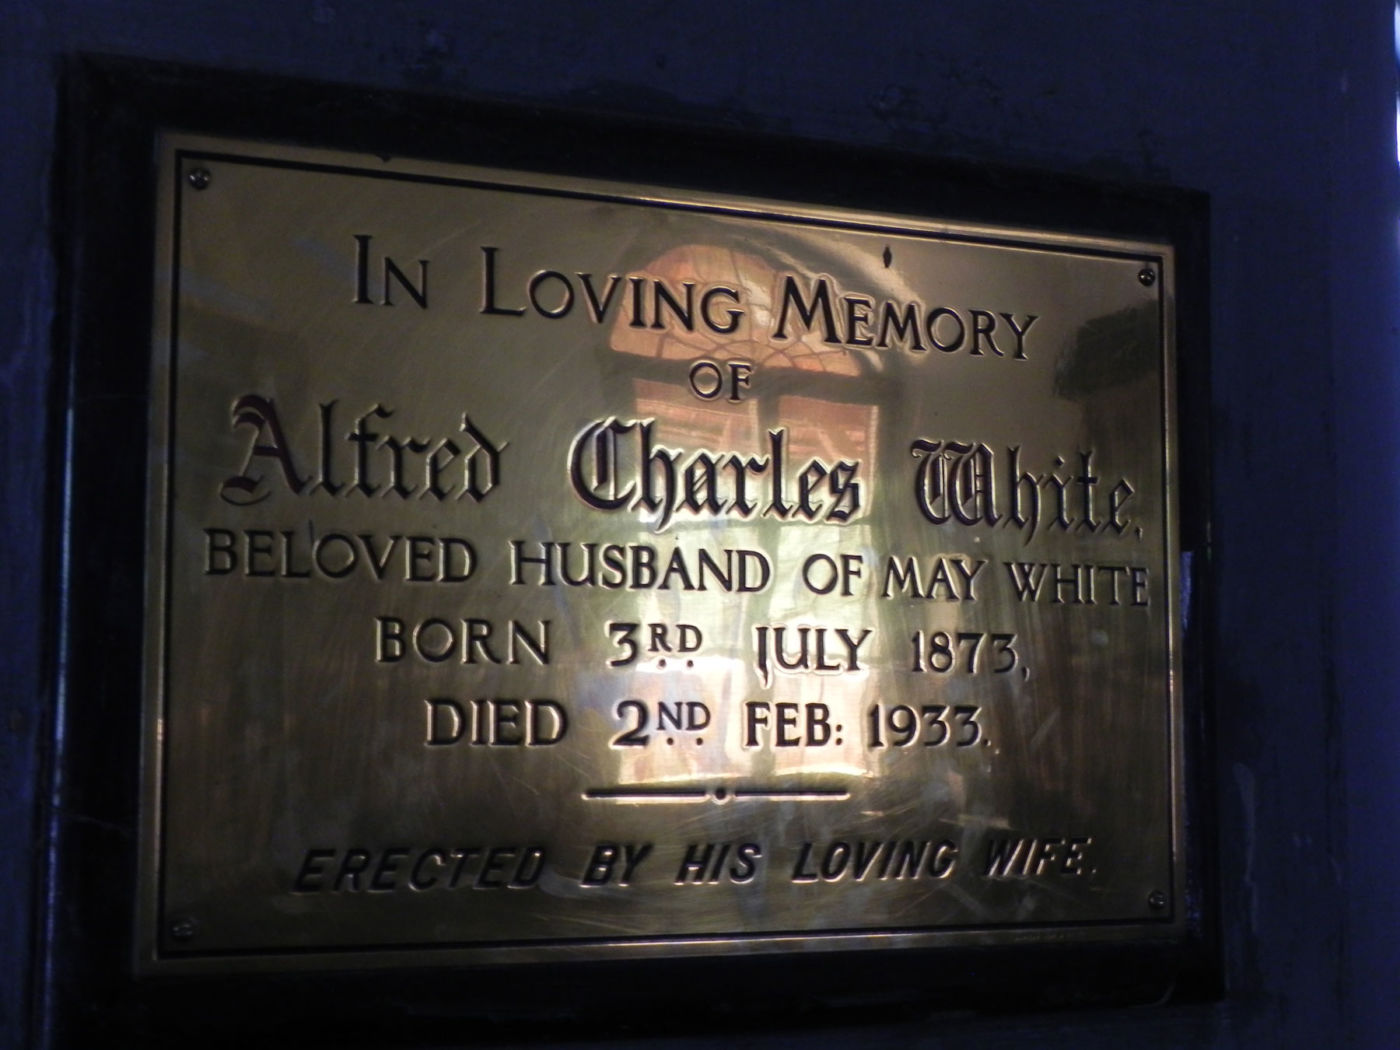 IN LOVING MEMORY
OF
Alfred Charles White.
BELOVED HUSBAND OF MAY WHITE
BORN 3RD JULY 1873,
DIED 2ND FEB: 1933.
ERECTED BY HIS LOVING WIFE.